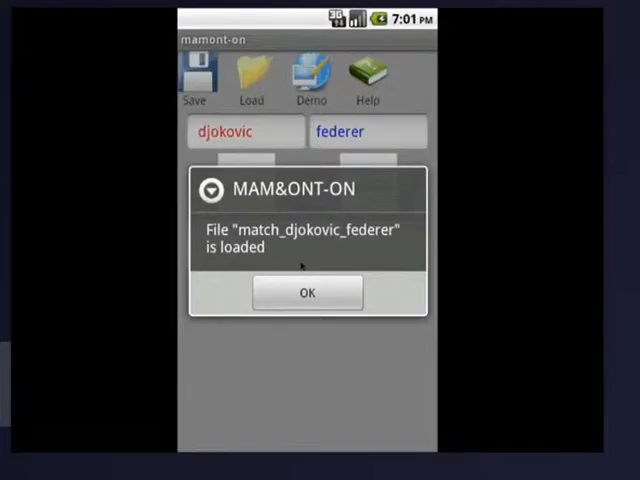 3G
7:01 PM
mamont-on
Save Load Demo Help
djokovic federer
MAM&ONT-ON
File "match_djokovic_federer"
is loaded
OK